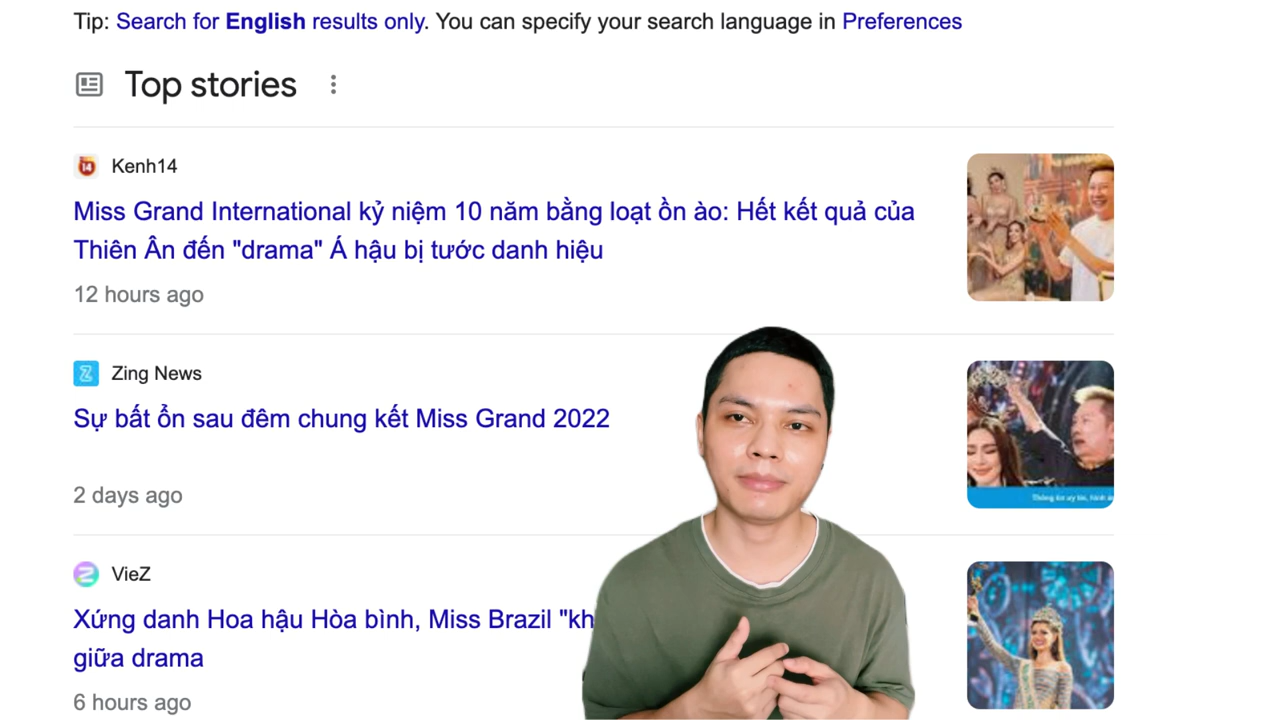 Tip: Search for English results only. You can specify your search language in Preferences
Top stories
Kenh14
Miss Grand International kỷ niệm 10 năm bằng loạt ồn ào: Hết kết quả của
Thiên Ân đến "drama" Á hậu bị tước danh hiệu
12 hours ago
Zing News
Sự bất ổn sau đêm chung kết Miss Grand 2022
2 days ago
VieZ
Xứng danh Hoa hậu Hòa bình, Miss Brazil "kh
giữa drama
6 hours ago